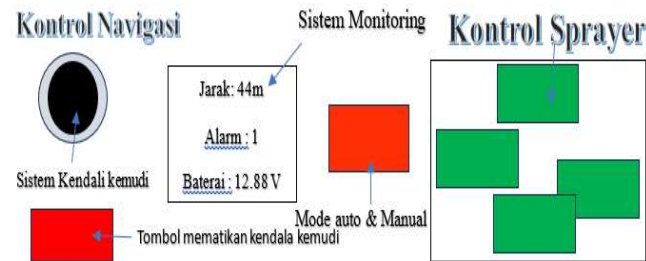 Kontrol Navigasi
Sistem Monitoring
Kontrol Sprayer
Jarak: 44m
Alarm : 1
Baterai : 12.88 V
Sistem Kendali kemudi
Mode auto & Manual
Tombol mematikan kendala kemudi